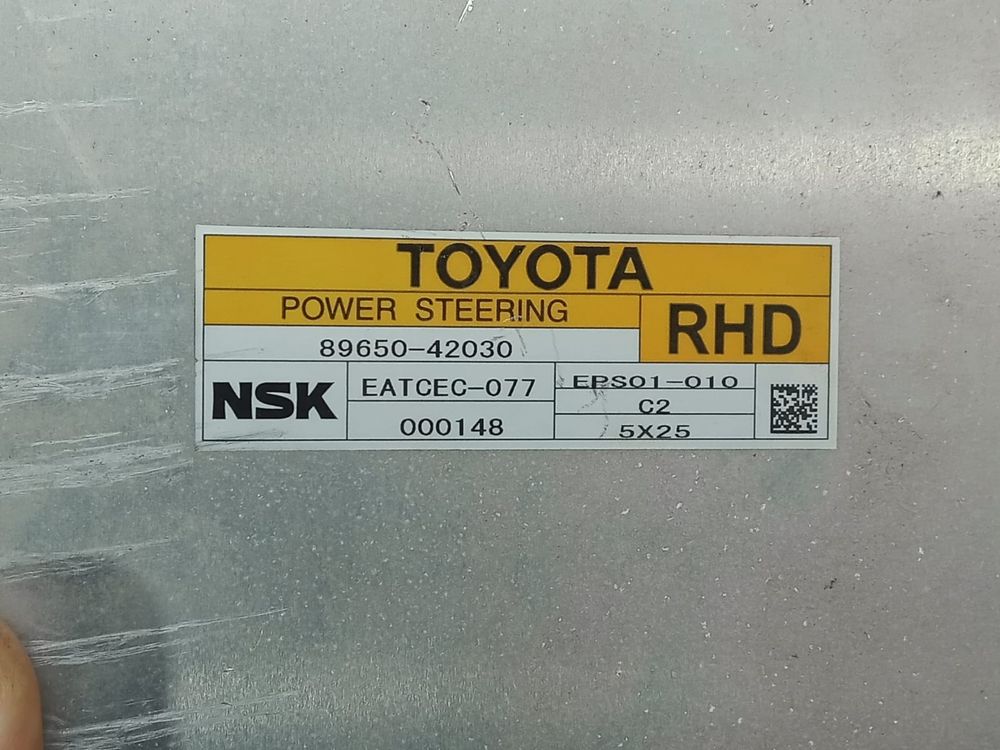 TOYOTA
POWER STEERING
RHD
89650-42030
NSK
EATCEC-077
000148
EPS01-010
C2
5X25